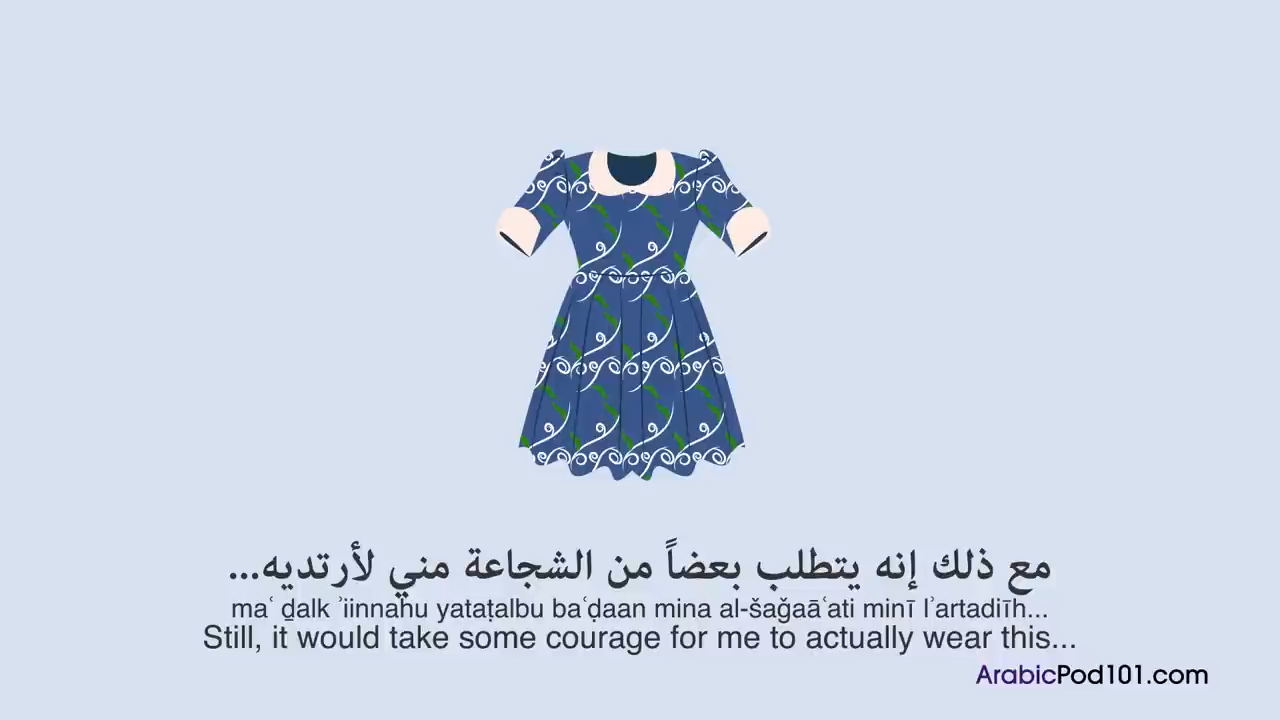 مع ذلك إنه يتطلب بعضاً من الشجاعة مني لأرتديه...
maʿ ḏalk ʾiinnahu yataṭalbu baʿḍaan mina al-šaǧaāʿati minī lʾartadiīh...
Still, it would take some courage for me to actually wear this...
ArabicPod101.com